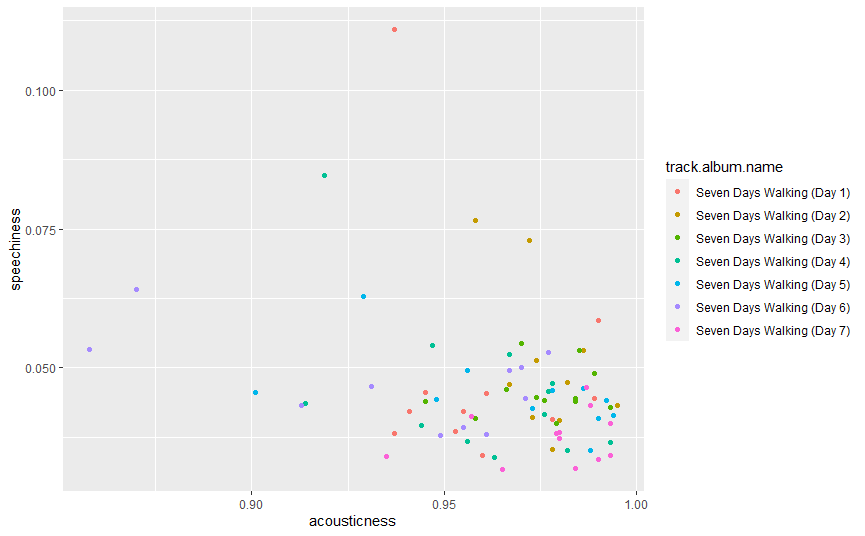 0.100
0.075
0.050
speechiness
0.90
0.95
1.00
acousticness
track.album.name
Seven Days Walking (Day 1)
Seven Days Walking (Day 2)
Seven Days Walking (Day 3)
Seven Days Walking (Day 4)
Seven Days Walking (Day 5)
Seven Days Walking (Day 6)
Seven Days Walking (Day 7)